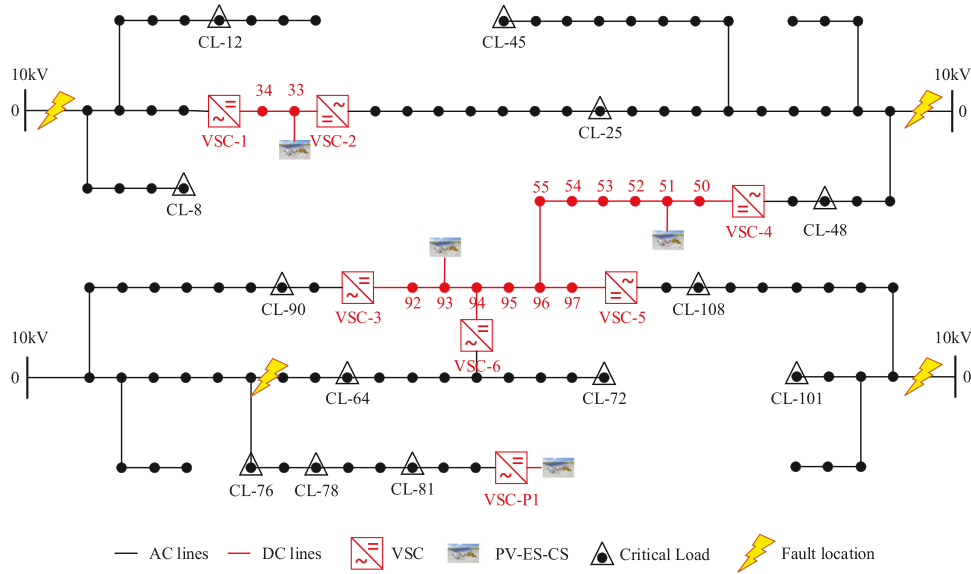 CL-12
CL-45
10kV
10kV
34
33
0
0
VSC-1
VSC-2
CL-25
CL-8
55
54
53
52
51
50
VSC-4
CL-48
CL-90
VSC-3
92
93
94
95
96
97
VSC-5
CL-108
10kV
10kV
VSC-6
0
0
CL-64
CL-72
CL-101
CL-76
CL-78
CL-81
VSC-P1
AC lines
DC lines
VSC
PV-ES-CS
Critical Load
Fault location